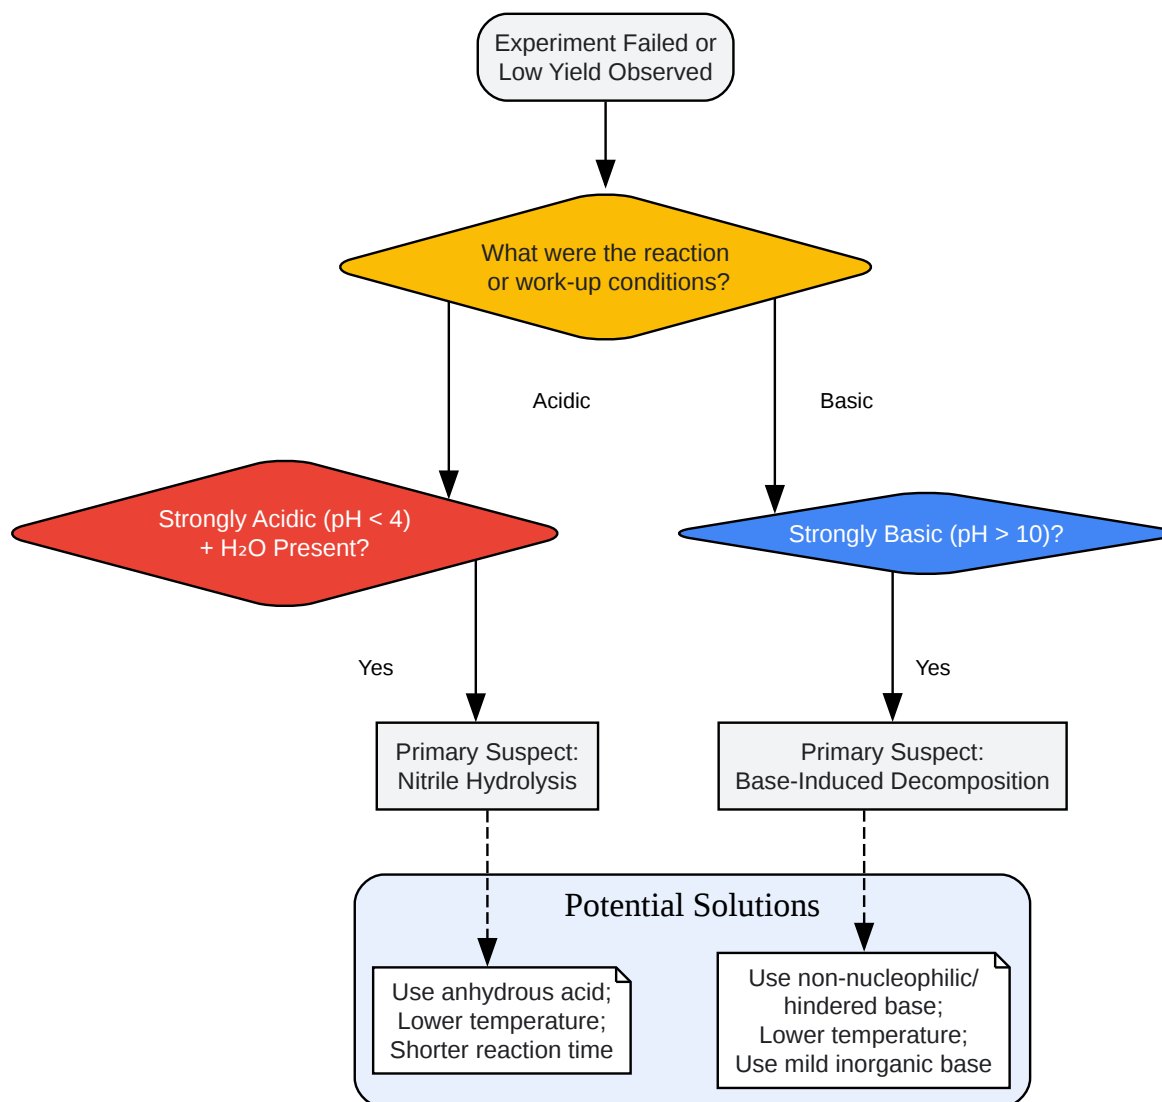 Experiment Failed or
Low Yield Observed
What were the reaction
or work-up conditions?
Acidic
Basic
Strongly Acidic (pH < 4)
+ H₂O Present?
Strongly Basic (pH > 10)?
Yes
Yes
Primary Suspect:
Nitrile Hydrolysis
Primary Suspect:
Base-Induced Decomposition
Potential Solutions
Use anhydrous acid;
Lower temperature;
Shorter reaction time
Use non-nucleophilic/
hindered base;
Lower temperature;
Use mild inorganic base